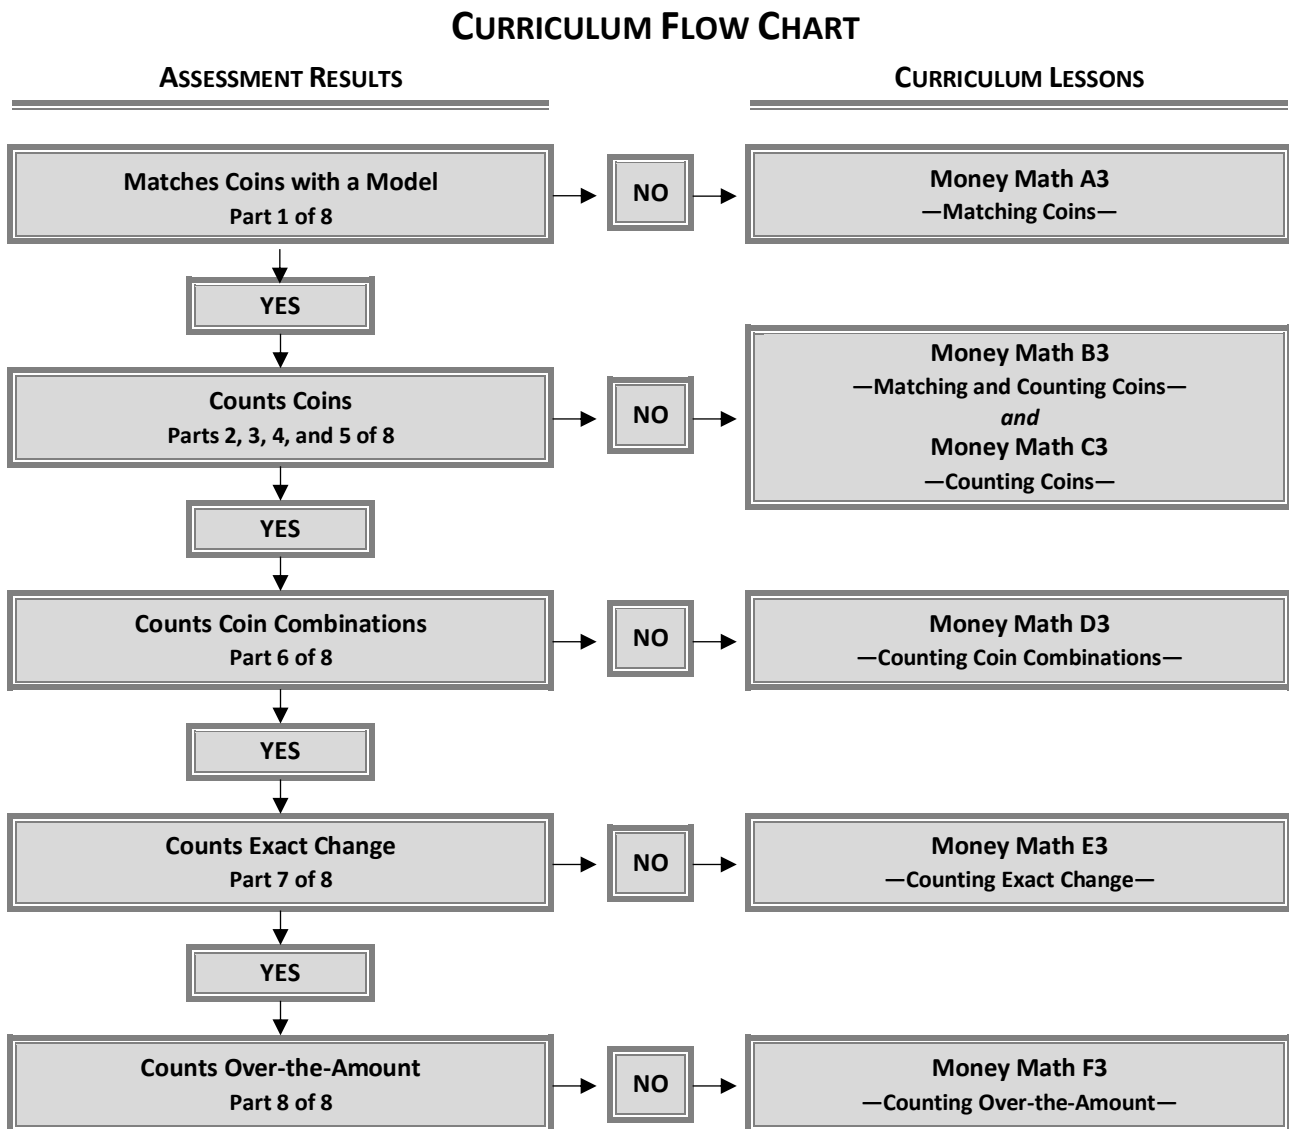 CURRICULUM FLOW CHART
ASSESSMENT RESULTS
CURRICULUM LESSONS
Matches Coins with a Model
Part 1 of 8
NO
Money Math A3
—Matching Coins—
YES
Counts Coins
Parts 2, 3, 4, and 5 of 8
NO
Money Math B3
—Matching and Counting Coins—
and
Money Math C3
—Counting Coins—
YES
Counts Coin Combinations
Part 6 of 8
NO
Money Math D3
—Counting Coin Combinations—
YES
Counts Exact Change
Part 7 of 8
NO
Money Math E3
—Counting Exact Change—
YES
Counts Over-the-Amount
Part 8 of 8
NO
Money Math F3
—Counting Over-the-Amount—